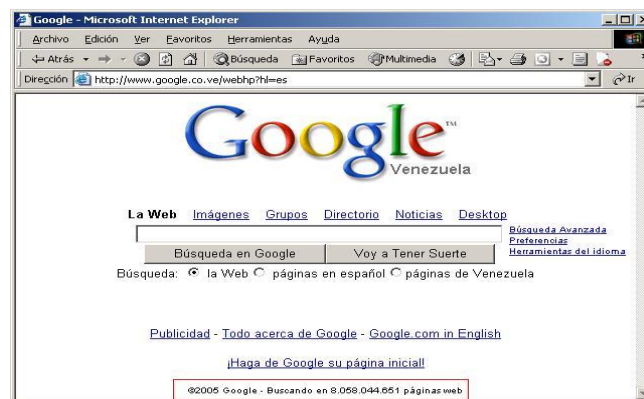 Google - Microsoft Internet Explorer
Archivo Edición Ver Favoritos Herramientas Ayuda
Atrás Búsqueda Favoritos Multimedia
Dirección http://www.google.co.ve/webhp?hl=es Ir
Google™
Venezuela
La Web Imágenes Grupos Directorio Noticias Desktop
Búsqueda Avanzada
Preferencias
Herramientas del idioma
Búsqueda en Google Voy a Tener Suerte
Búsqueda: la Web páginas en español páginas de Venezuela
Publicidad - Todo acerca de Google - Google.com in English
¡Haga de Google su página inicial!
©2005 Google - Buscando en 8.058.044.651 páginas web